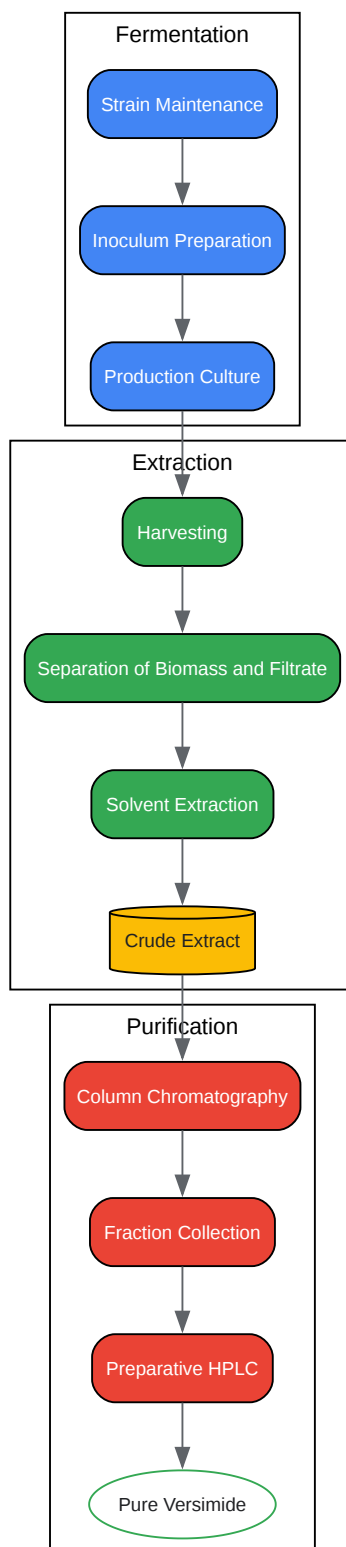 Fermentation
Strain Maintenance
Inoculum Preparation
Production Culture
Extraction
Harvesting
Separation of Biomass and Filtrate
Solvent Extraction
Crude Extract
Purification
Column Chromatography
Fraction Collection
Preparative HPLC
Pure Versimide